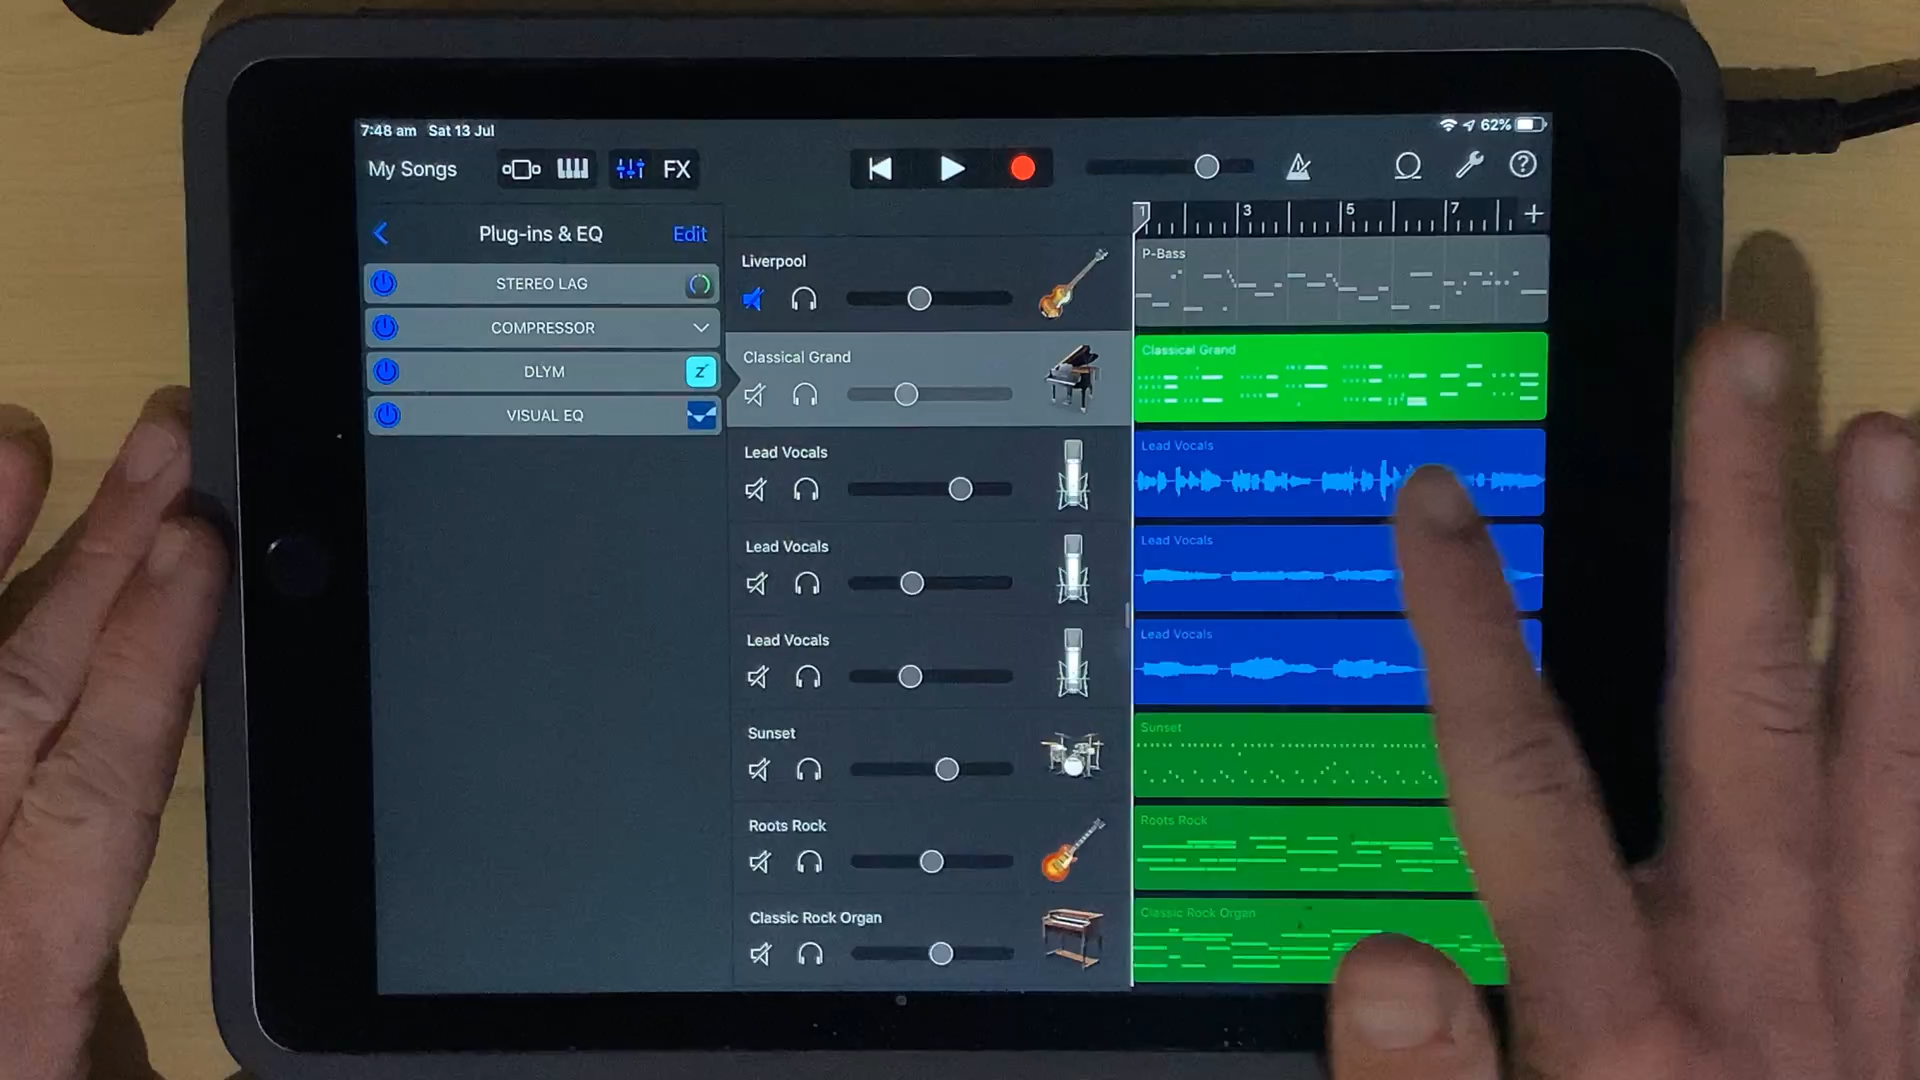 7:48 am Sat 13 Jul
62%
My Songs
FX
Plug-ins & EQ
Edit
STEREO LAG
COMPRESSOR
DLYM
VISUAL EQ
1 3 5 7
Liverpool
P-Bass
Classical Grand
Classical Grand
Lead Vocals
Lead Vocals
Lead Vocals
Lead Vocals
Lead Vocals
Lead Vocals
Sunset
Sunset
Roots Rock
Roots Rock
Classic Rock Organ
Classic Rock Organ